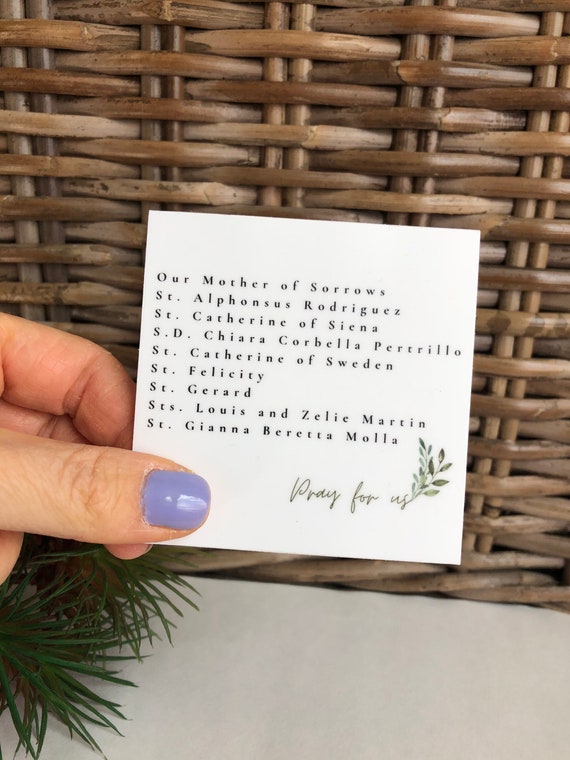 Our Mother of Sorrows
St. Alphonsus Rodriguez
St. Catherine of Siena
S.D. Chiara Corbella Pertrillo
St. Catherine of Sweden
St. Felicity
St. Gerard
Sts. Louis and Zelie Martin
St. Gianna Beretta Molla
Pray for us